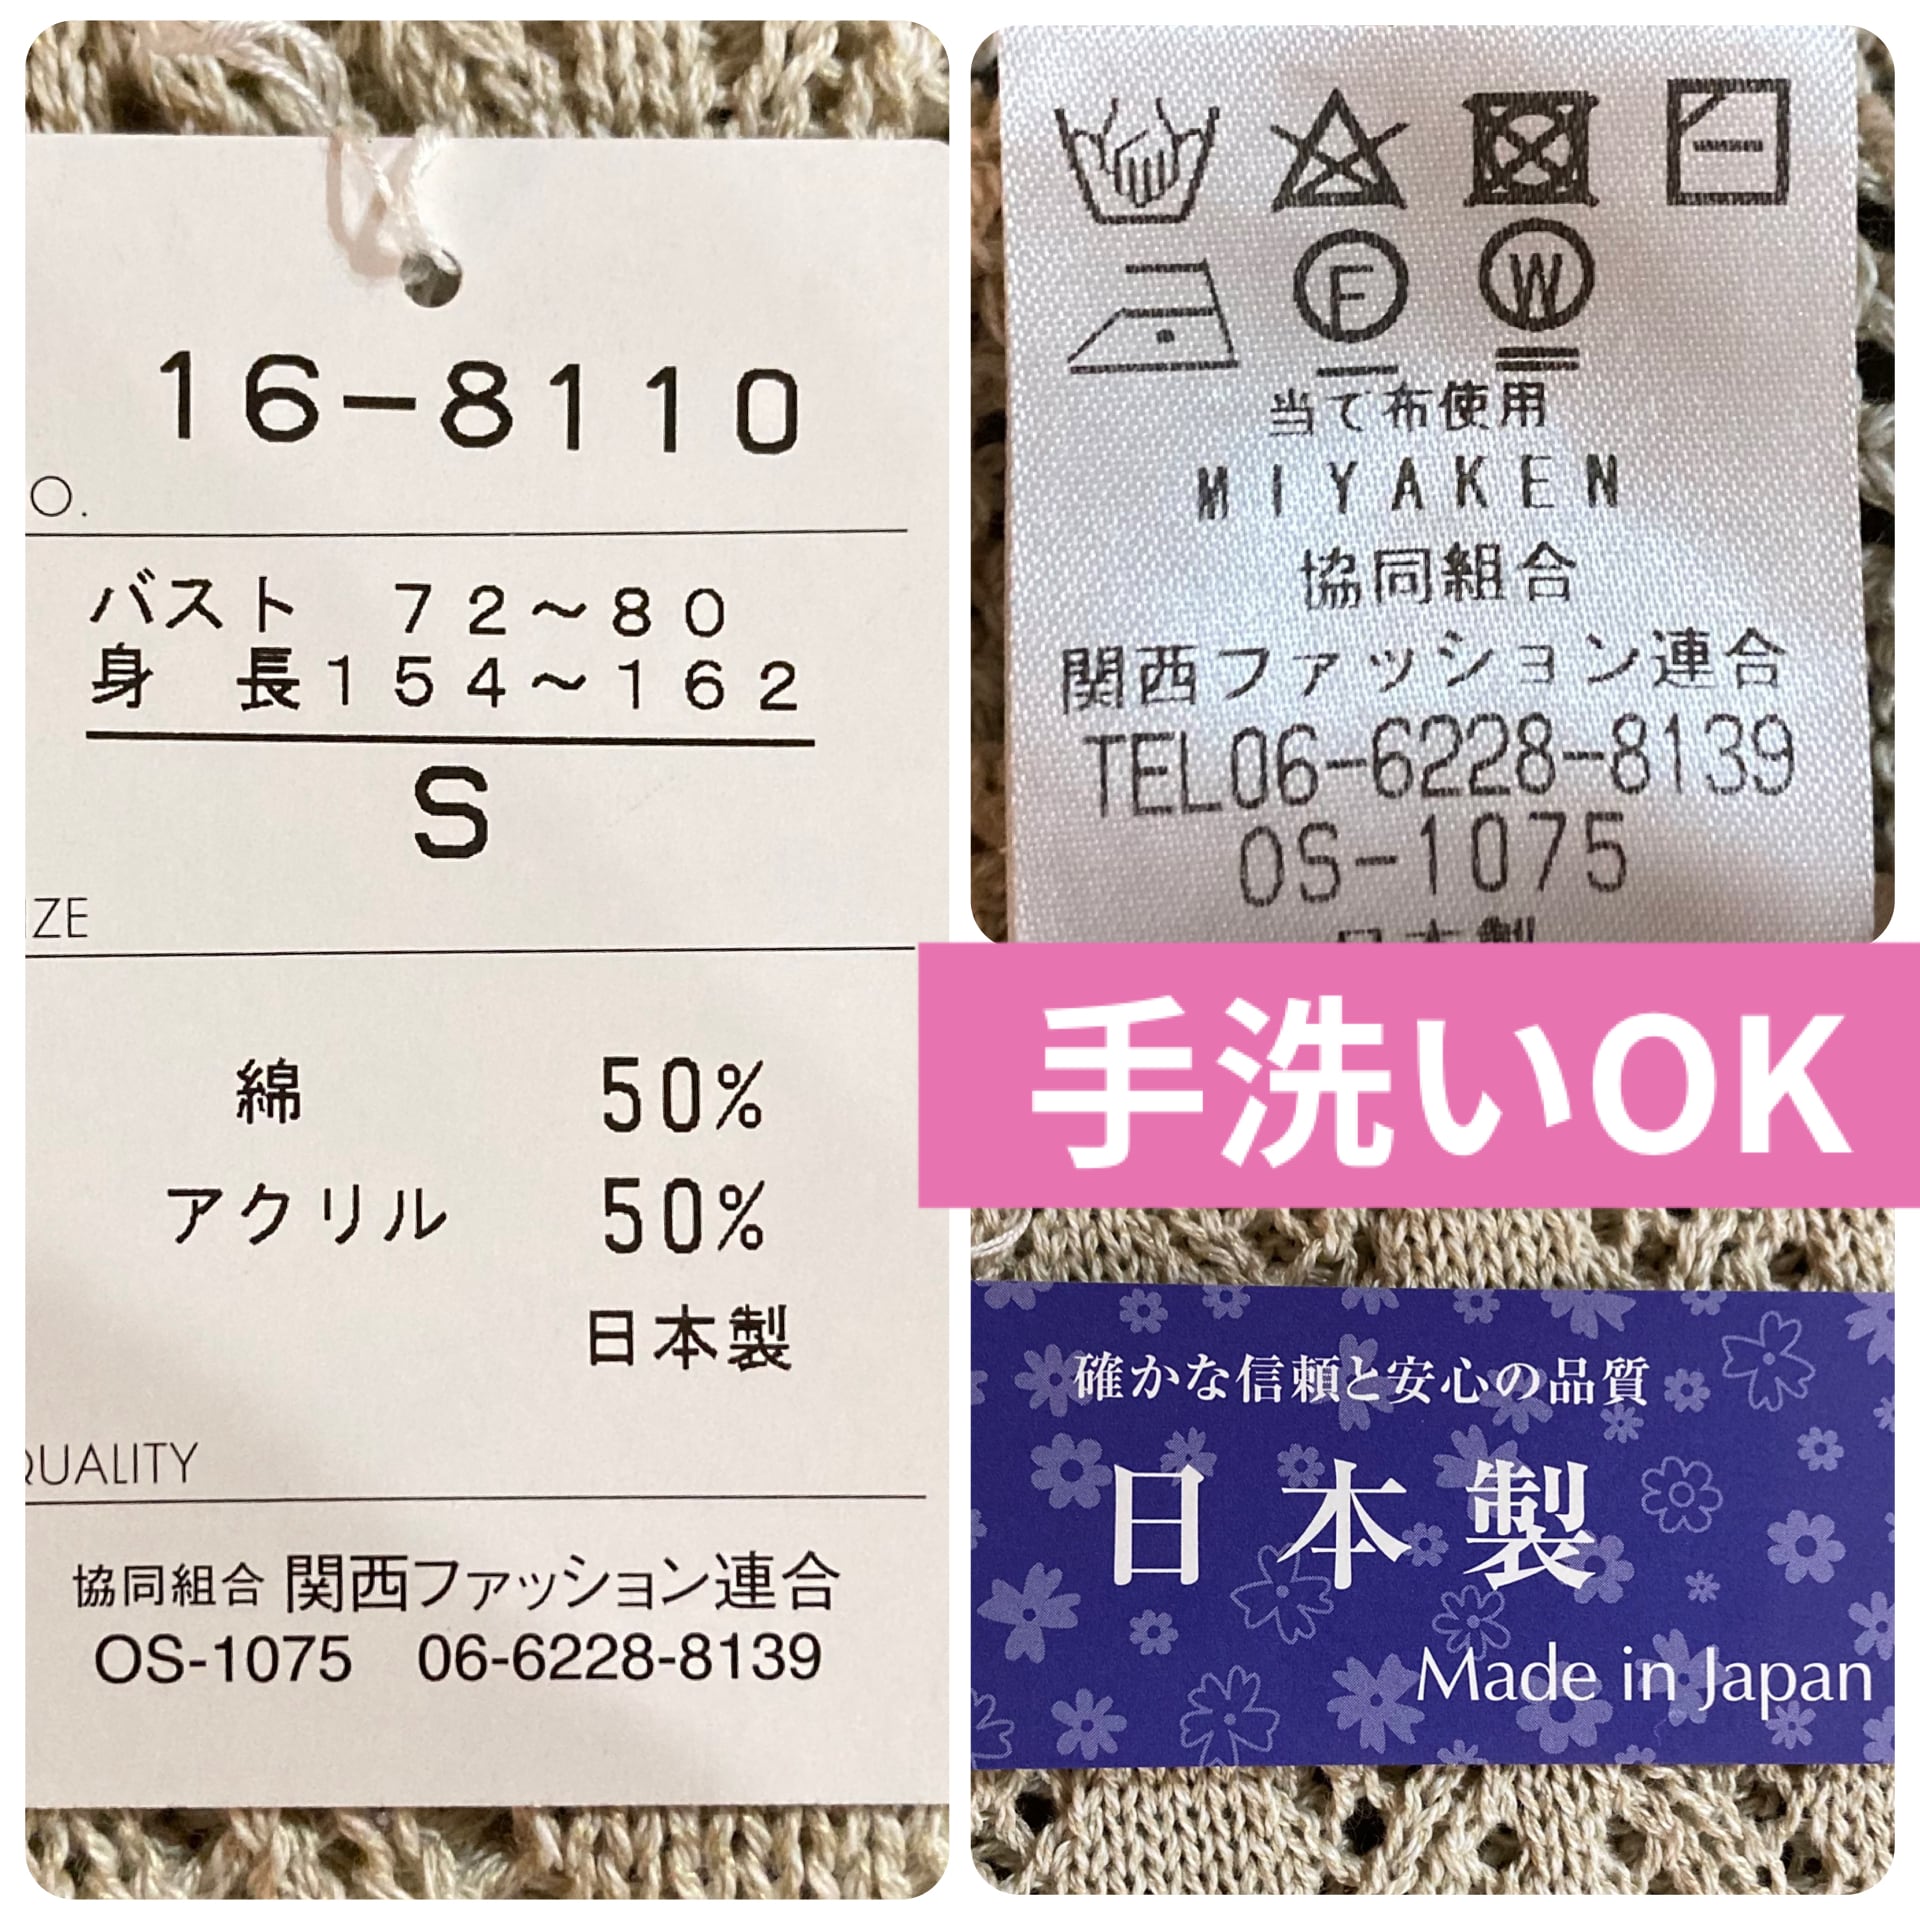 16-8110
O.
バスト 72～80
身 長154～162
S
IZE
綿 50%
アクリル 50%
日本製
QUALITY
協同組合 関西ファッション連合
OS-1075 06-6228-8139
F W
当て布使用
MIYAKEN
協同組合
関西ファッション連合
TEL06-6228-8139
OS-1075
日本製
手洗いOK
確かな信頼と安心の品質
日本製
Made in Japan